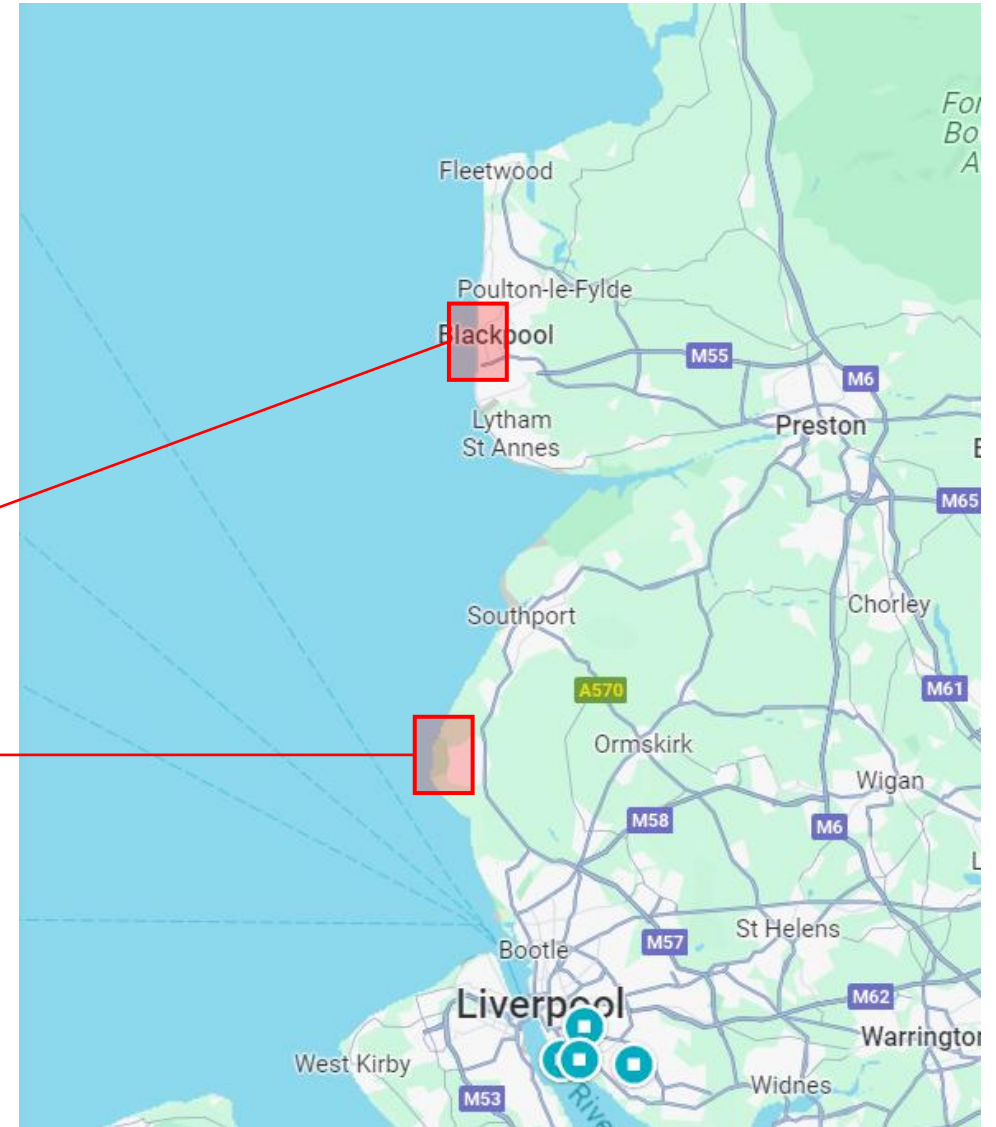 For
Bo
A
Fleetwood
Poulton-le-Fylde
Blackpool
M55
M6
Lytham
St Annes
Preston
M65
Chorley
Southport
A570
M61
Ormskirk
Wigan
M58
M6
L
St Helens
Bootle
M57
Liverpool
M62
Warrington
West Kirby
Widnes
M53
Rive